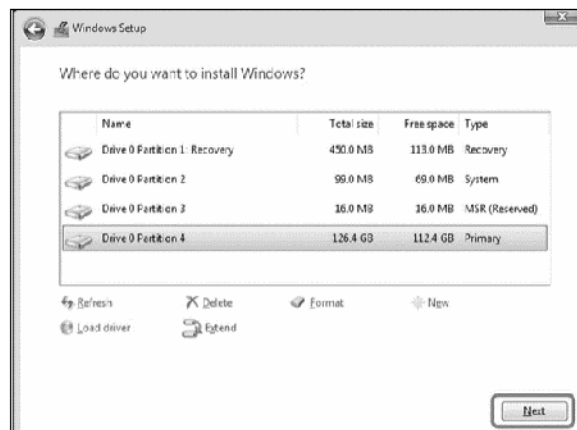 Windows Setup
Where do you want to install Windows?
Name Total size Free space Type
Drive 0 Partition 1: Recovery 450.0 MB 113.0 MB Recovery
Drive 0 Partition 2 99.0 MB 69.0 MB System
Drive 0 Partition 3 16.0 MB 16.0 MB MSR (Reserved)
Drive 0 Partition 4 126.4 GB 112.4 GB Primary
Refresh Delete Format New
Load driver Extend
Next